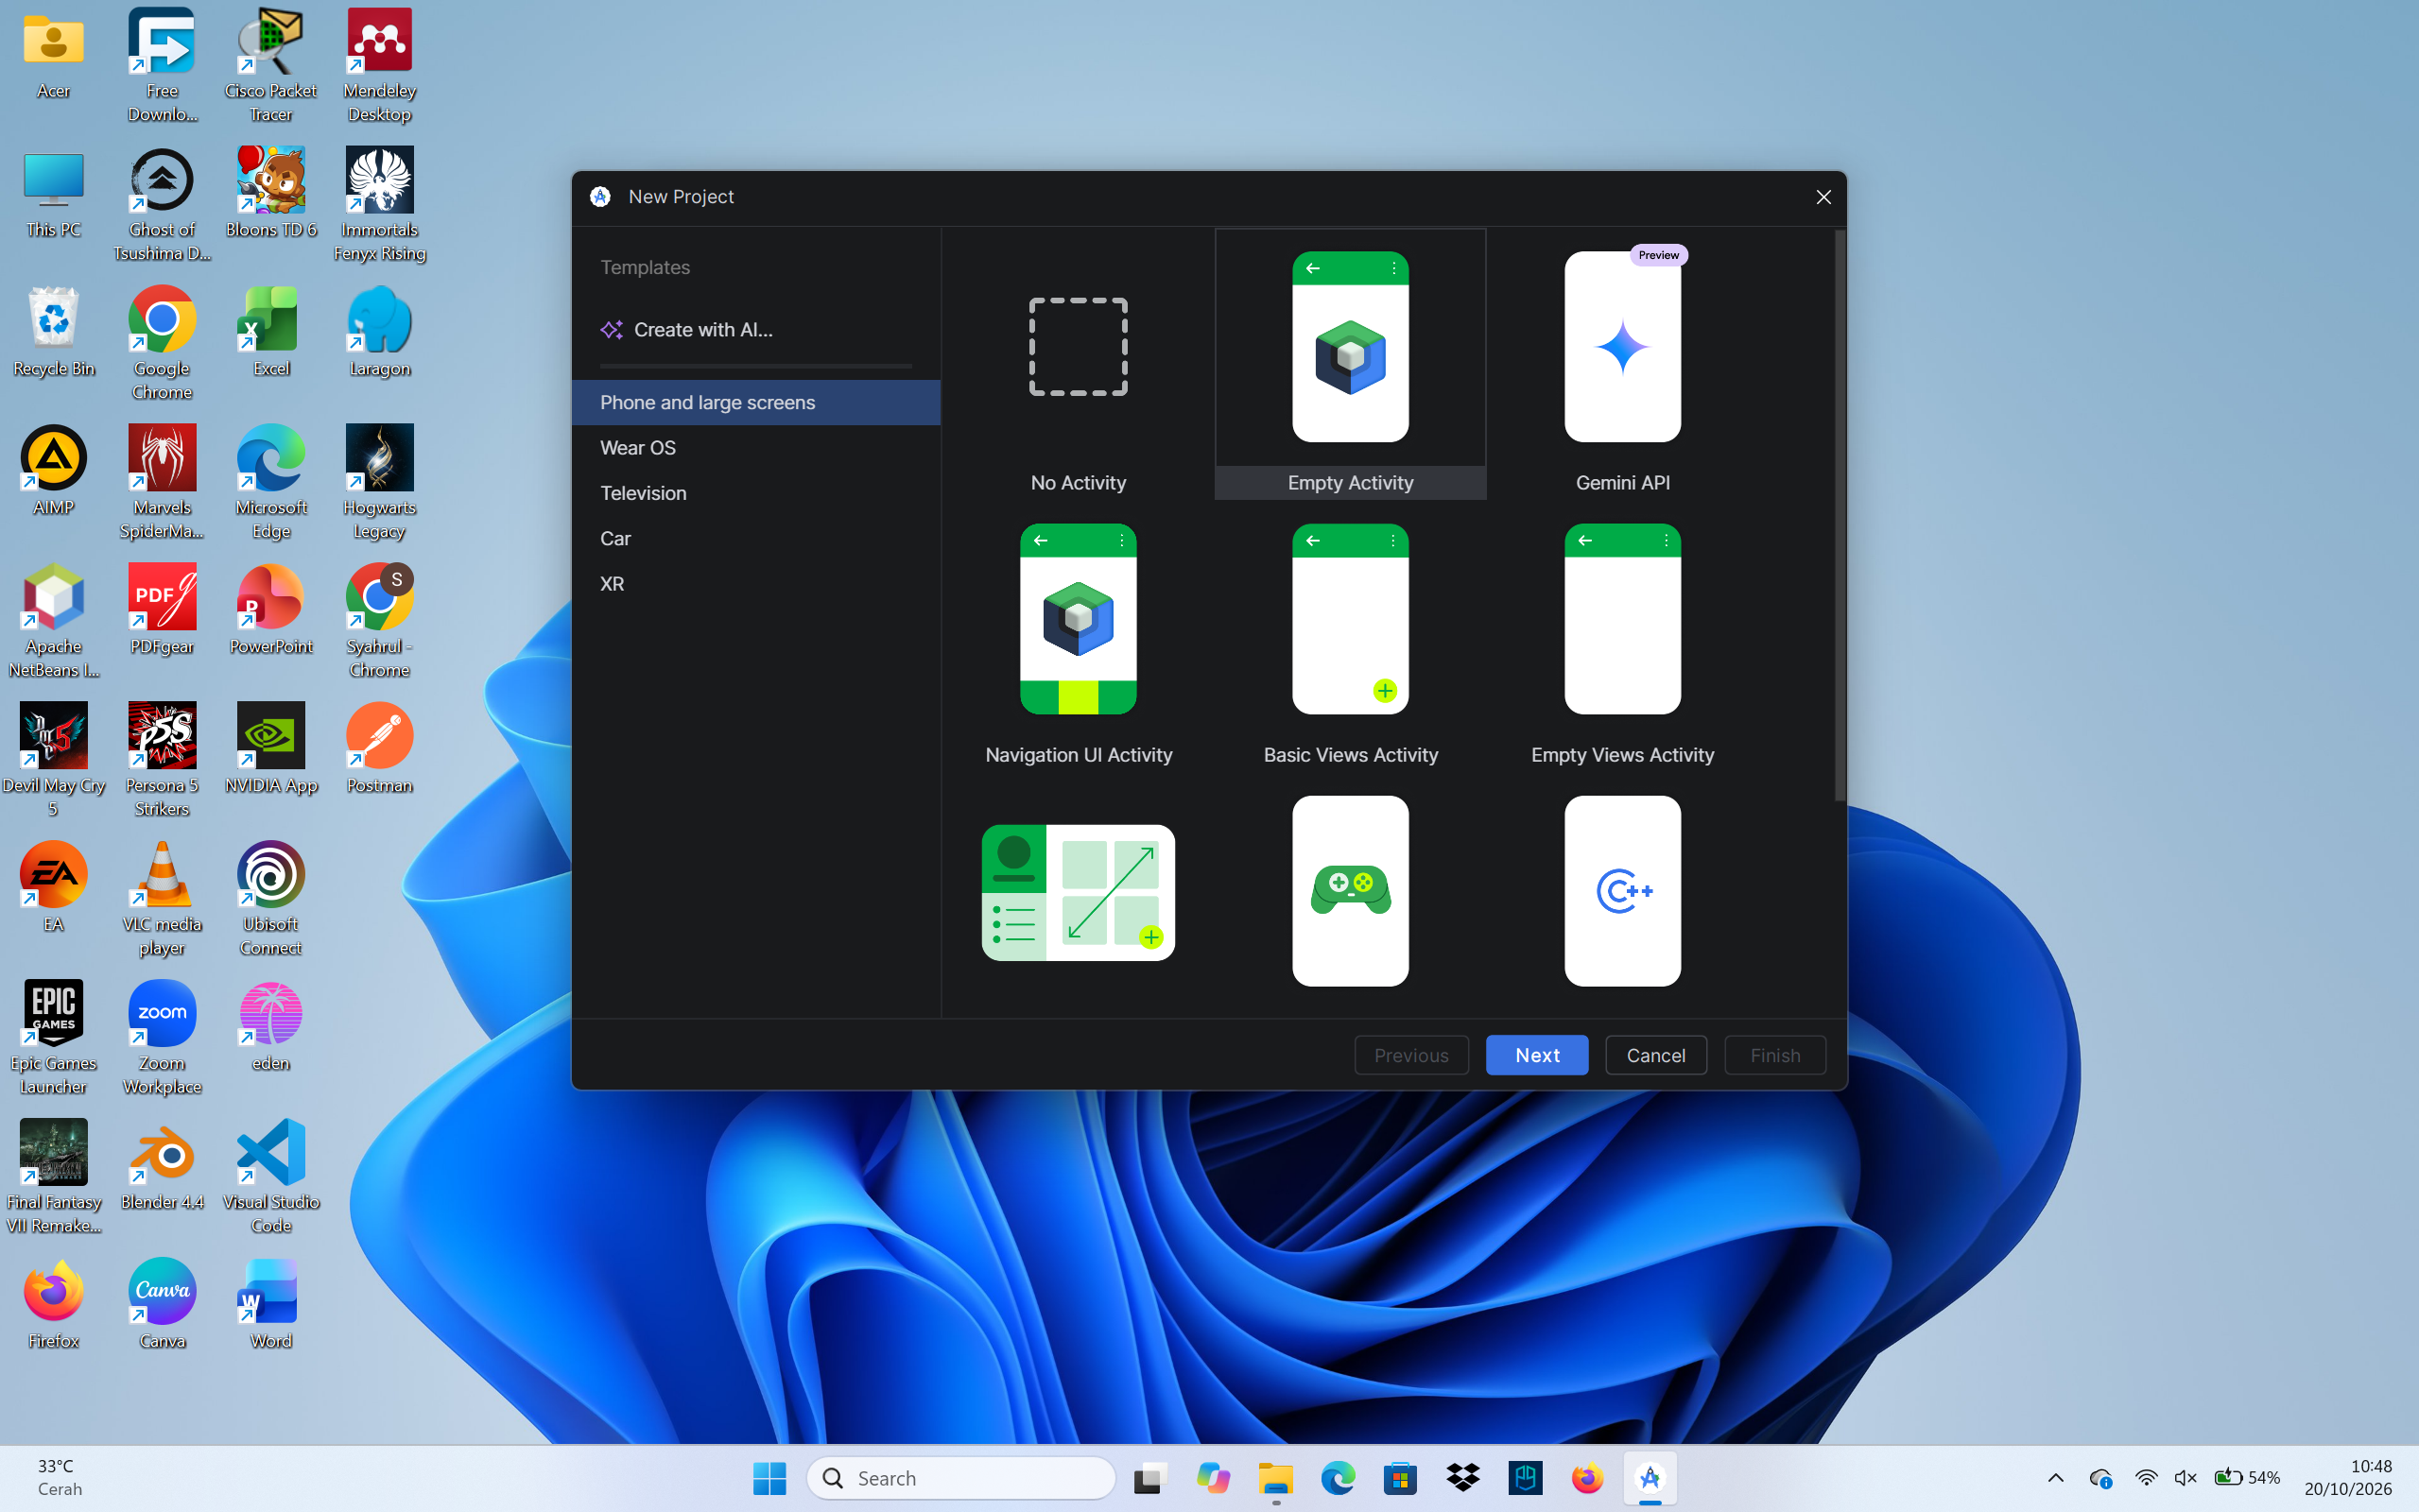 Acer
Free
Downlo...
Cisco Packet
Tracer
Mendeley
Desktop
This PC
Ghost of
Tsushima D...
Bloons TD 6
Immortals
Fenyx Rising
Recycle Bin
Google
Chrome
Excel
Laragon
AIMP
Marvels
SpiderMa...
Microsoft
Edge
Hogwarts
Legacy
Apache
NetBeans I...
PDF
PDFgear
PowerPoint
S
Syahrul -
Chrome
Devil May Cry
5
Persona 5
Strikers
NVIDIA App
Postman
EA
EA
VLC media
player
Ubisoft
Connect
EPIC
GAMES
Epic Games
Launcher
zoom
Zoom
Workplace
eden
Final Fantasy
VII Remake...
Blender 4.4
Visual Studio
Code
Firefox
Canva
Canva
W
Word
New Project
Templates
Create with AI...
Phone and large screens
Wear OS
Television
Car
XR
No Activity
Empty Activity
Preview
Gemini API
Navigation UI Activity
Basic Views Activity
Empty Views Activity
C++
Previous
Next
Cancel
Finish
33°C
Cerah
Search
54%
10:48
20/10/2026